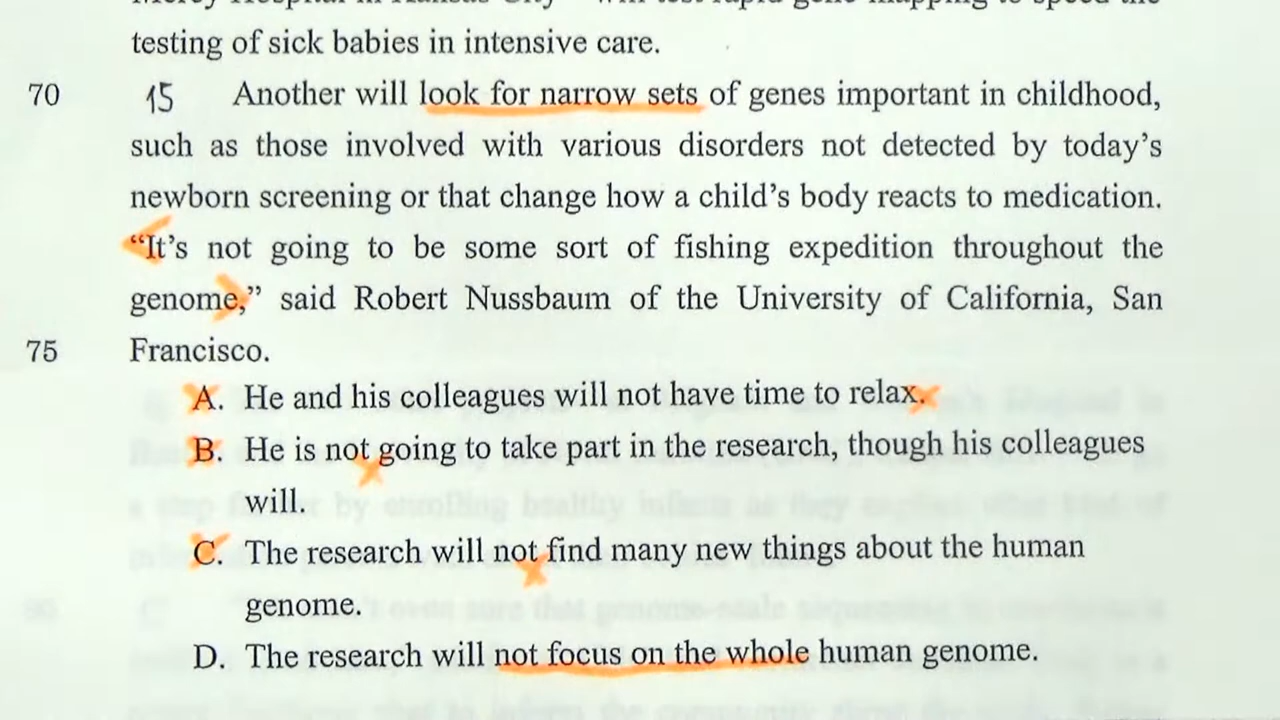 testing of sick babies in intensive care.
70 15 Another will look for narrow sets of genes important in childhood,
such as those involved with various disorders not detected by today's
newborn screening or that change how a child's body reacts to medication.
“It's not going to be some sort of fishing expedition throughout the
genome,” said Robert Nussbaum of the University of California, San
75 Francisco.
A. He and his colleagues will not have time to relax.
B. He is not going to take part in the research, though his colleagues
will.
C. The research will not find many new things about the human
genome.
D. The research will not focus on the whole human genome.